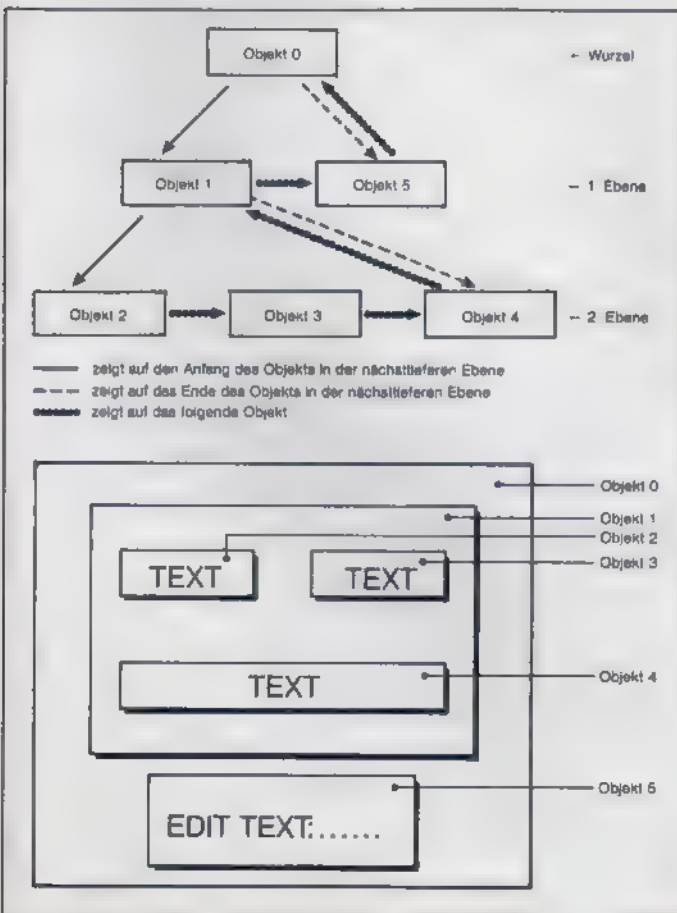 Objekt 0
← Wurzel
Objekt 1
Objekt 5
– 1 Ebene
Objekt 2
Objekt 3
Objekt 4
– 2 Ebene
zeigt auf den Anfang des Objekts in der nächsttieferen Ebene
zeigt auf das Ende des Objekts in der nächsttieferen Ebene
zeigt auf das folgende Objekt
Objekt 0
Objekt 1
Objekt 2
TEXT
TEXT
Objekt 3
TEXT
Objekt 4
Objekt 5
EDIT TEXT:.......